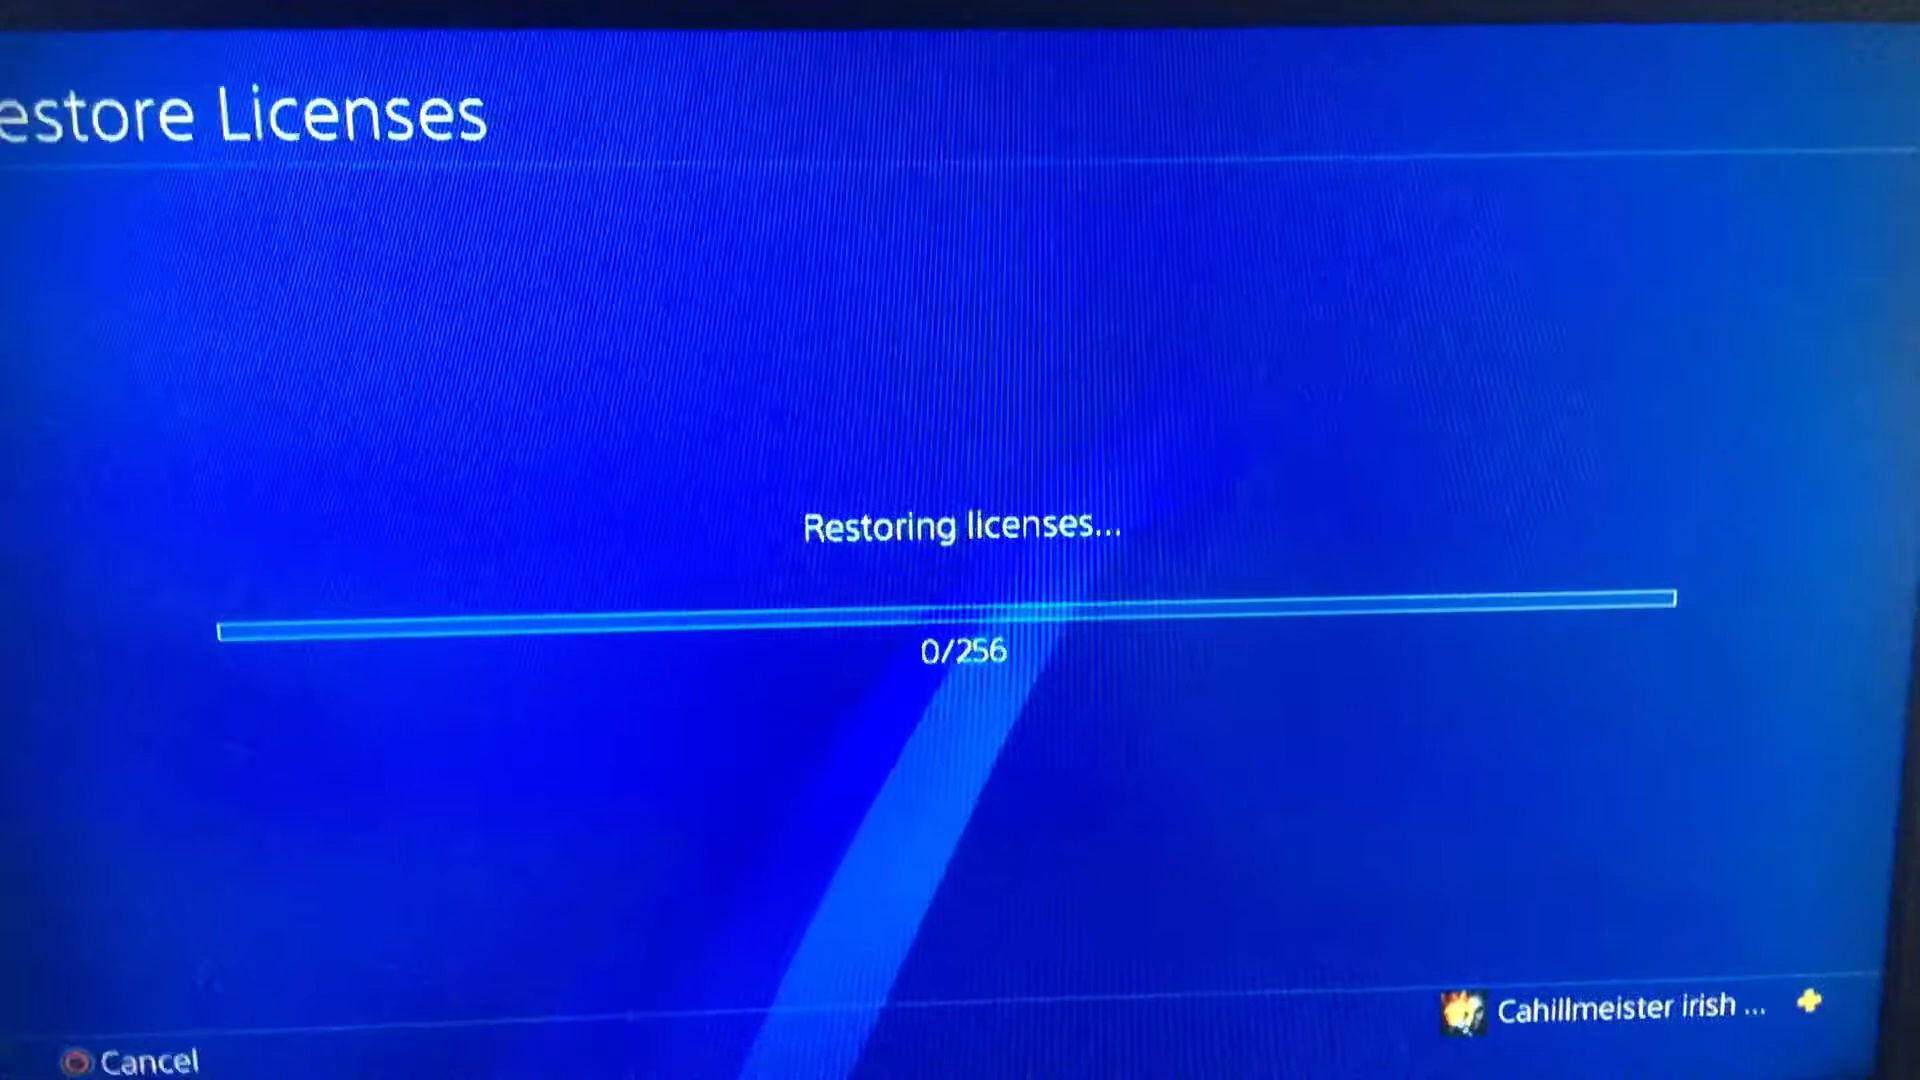 estore Licenses
Restoring licenses...
0/256
Cahillmeister irish ...
Cancel